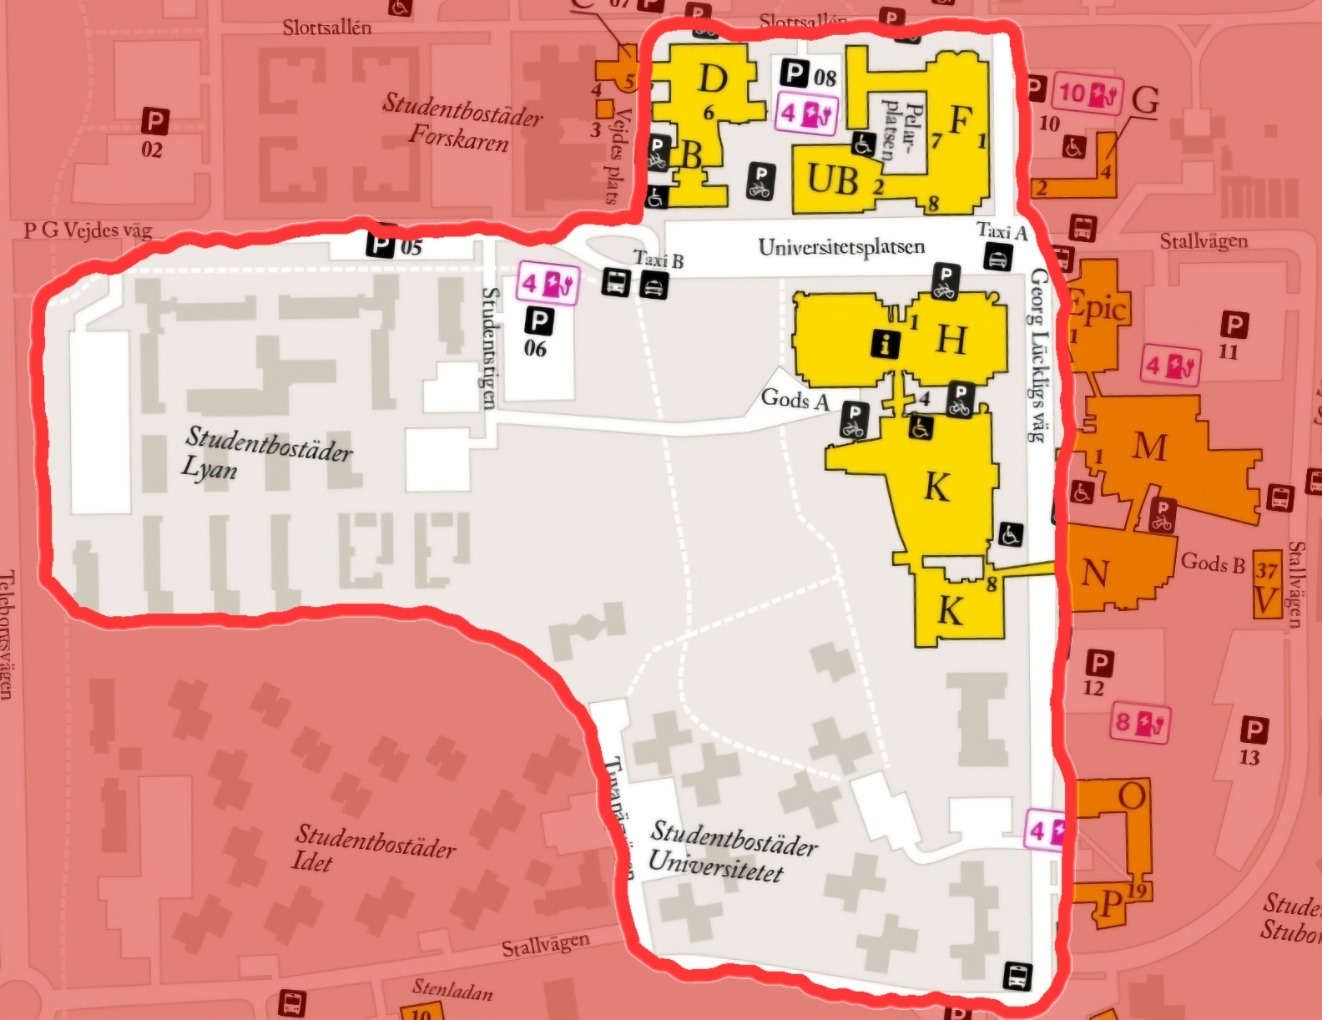 C
07
P
Slottsallén
Slottsallén
P
02
Studentbostäder
Forskaren
5
4
3
Vejdes plats
D
6
B
P
P 08
4
Pelar-
platsen
F
7
1
UB
2
8
P
P
10
10
G
4
2
P G Vejdes väg
P 05
Taxi B
Universitetsplatsen
Taxi A
Stallvägen
4
P
06
Studentstigen
P
1
H
i
Georg Lückligs väg
Epic
1
P
11
4
Gods A
P
4
P
Studentbostäder
Lyan
K
5
1
M
P
N
Gods B
37
V
Stallvägen
8
K
Teleborgsvägen
P
12
8
P
13
O
4
Studentbostäder
Idet
Studentbostäder
Universitetet
P
19
Stallvägen
Stenladan
10
P